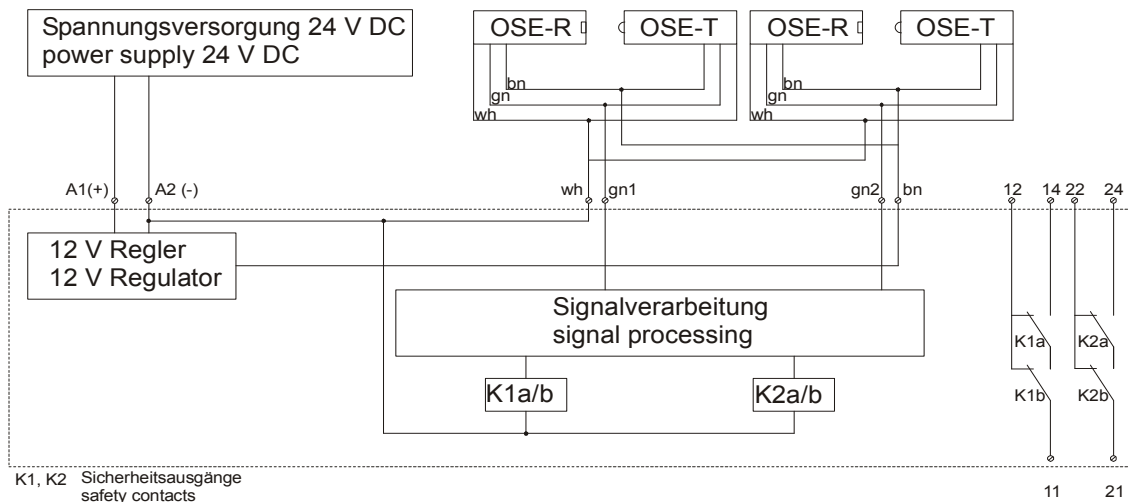 Spannungsversorgung 24 V DC
power supply 24 V DC
OSE-R
OSE-T
OSE-R
OSE-T
bn
gn
wh
bn
gn
wh
A1(+)
A2 (-)
wh
gn1
gn2
bn
12
14
22
24
12 V Regler
12 V Regulator
Signalverarbeitung
signal processing
K1a
K2a
K1a/b
K2a/b
K1b
K2b
K1, K2 Sicherheitsausgänge
safety contacts
11
21